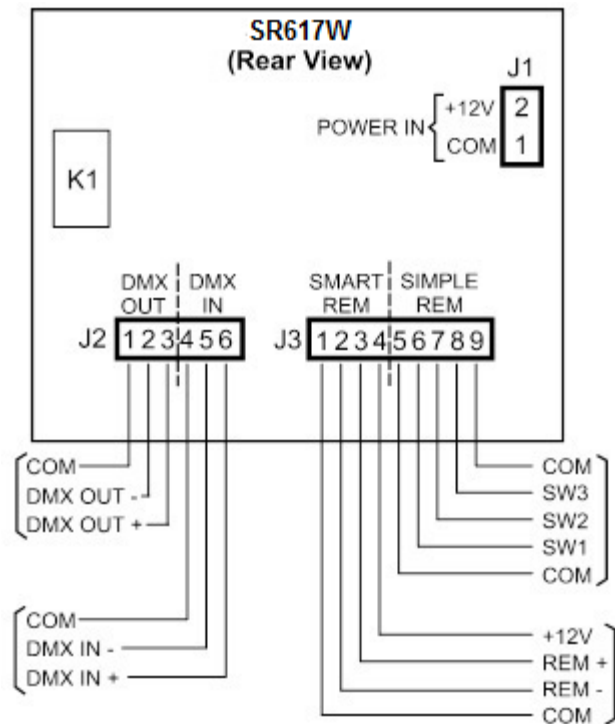 SR617W
(Rear View)
J1
POWER IN
+12V 2
COM 1
K1
DMX OUT
DMX IN
SMART REM
SIMPLE REM
J2 1 2 3 4 5 6
J3 1 2 3 4 5 6 7 8 9
COM
DMX OUT -
DMX OUT +
COM
DMX IN -
DMX IN +
COM
SW3
SW2
SW1
COM
+12V
REM +
REM -
COM